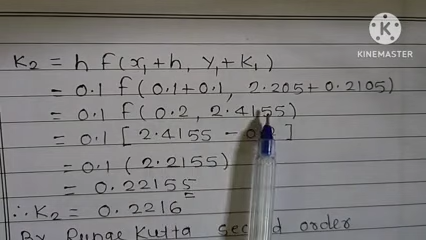 K₂ = h f(x₁+h, y₁+K₁)
KINEMASTER
= 0.1 f(0.1+0.1, 2.205+0.2105)
= 0.1 f(0.2, 2.4155)
= 0.1 [2.4155 - 0.2]
= 0.1 (2.2155)
= 0.22155
∴ K₂ = 0.2216
By Runge Kutta second order